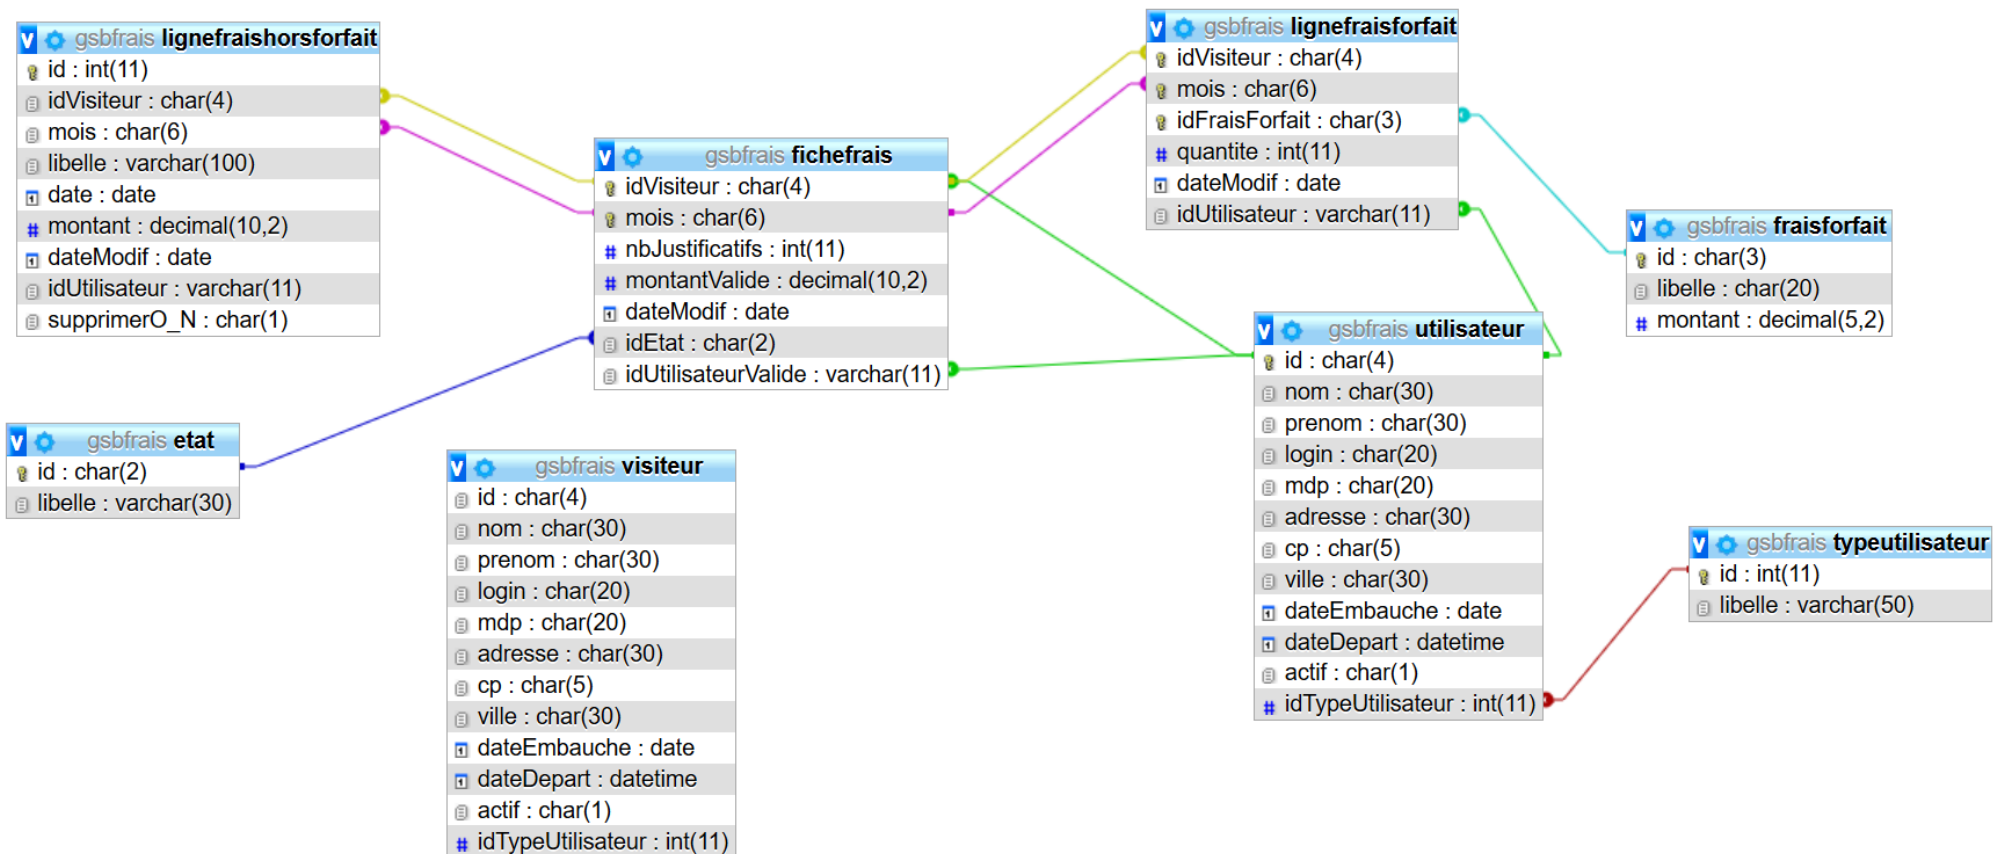 gsbfrais lignefraishorsforfait
id : int(11)
idVisiteur : char(4)
mois : char(6)
libelle : varchar(100)
date : date
montant : decimal(10,2)
dateModif : date
idUtilisateur : varchar(11)
supprimerO_N : char(1)
gsbfrais etat
id : char(2)
libelle : varchar(30)
gsbfrais fichefrais
idVisiteur : char(4)
mois : char(6)
nbJustificatifs : int(11)
montantValide : decimal(10,2)
dateModif : date
idEtat : char(2)
idUtilisateurValide : varchar(11)
gsbfrais visiteur
id : char(4)
nom : char(30)
prenom : char(30)
login : char(20)
mdp : char(20)
adresse : char(30)
cp : char(5)
ville : char(30)
dateEmbauche : date
dateDepart : datetime
actif : char(1)
idTypeUtilisateur : int(11)
gsbfrais lignefraisforfait
idVisiteur : char(4)
mois : char(6)
idFraisForfait : char(3)
quantite : int(11)
dateModif : date
idUtilisateur : varchar(11)
gsbfrais utilisateur
id : char(4)
nom : char(30)
prenom : char(30)
login : char(20)
mdp : char(20)
adresse : char(30)
cp : char(5)
ville : char(30)
dateEmbauche : date
dateDepart : datetime
actif : char(1)
idTypeUtilisateur : int(11)
gsbfrais fraisforfait
id : char(3)
libelle : char(20)
montant : decimal(5,2)
gsbfrais typeutilisateur
id : int(11)
libelle : varchar(50)